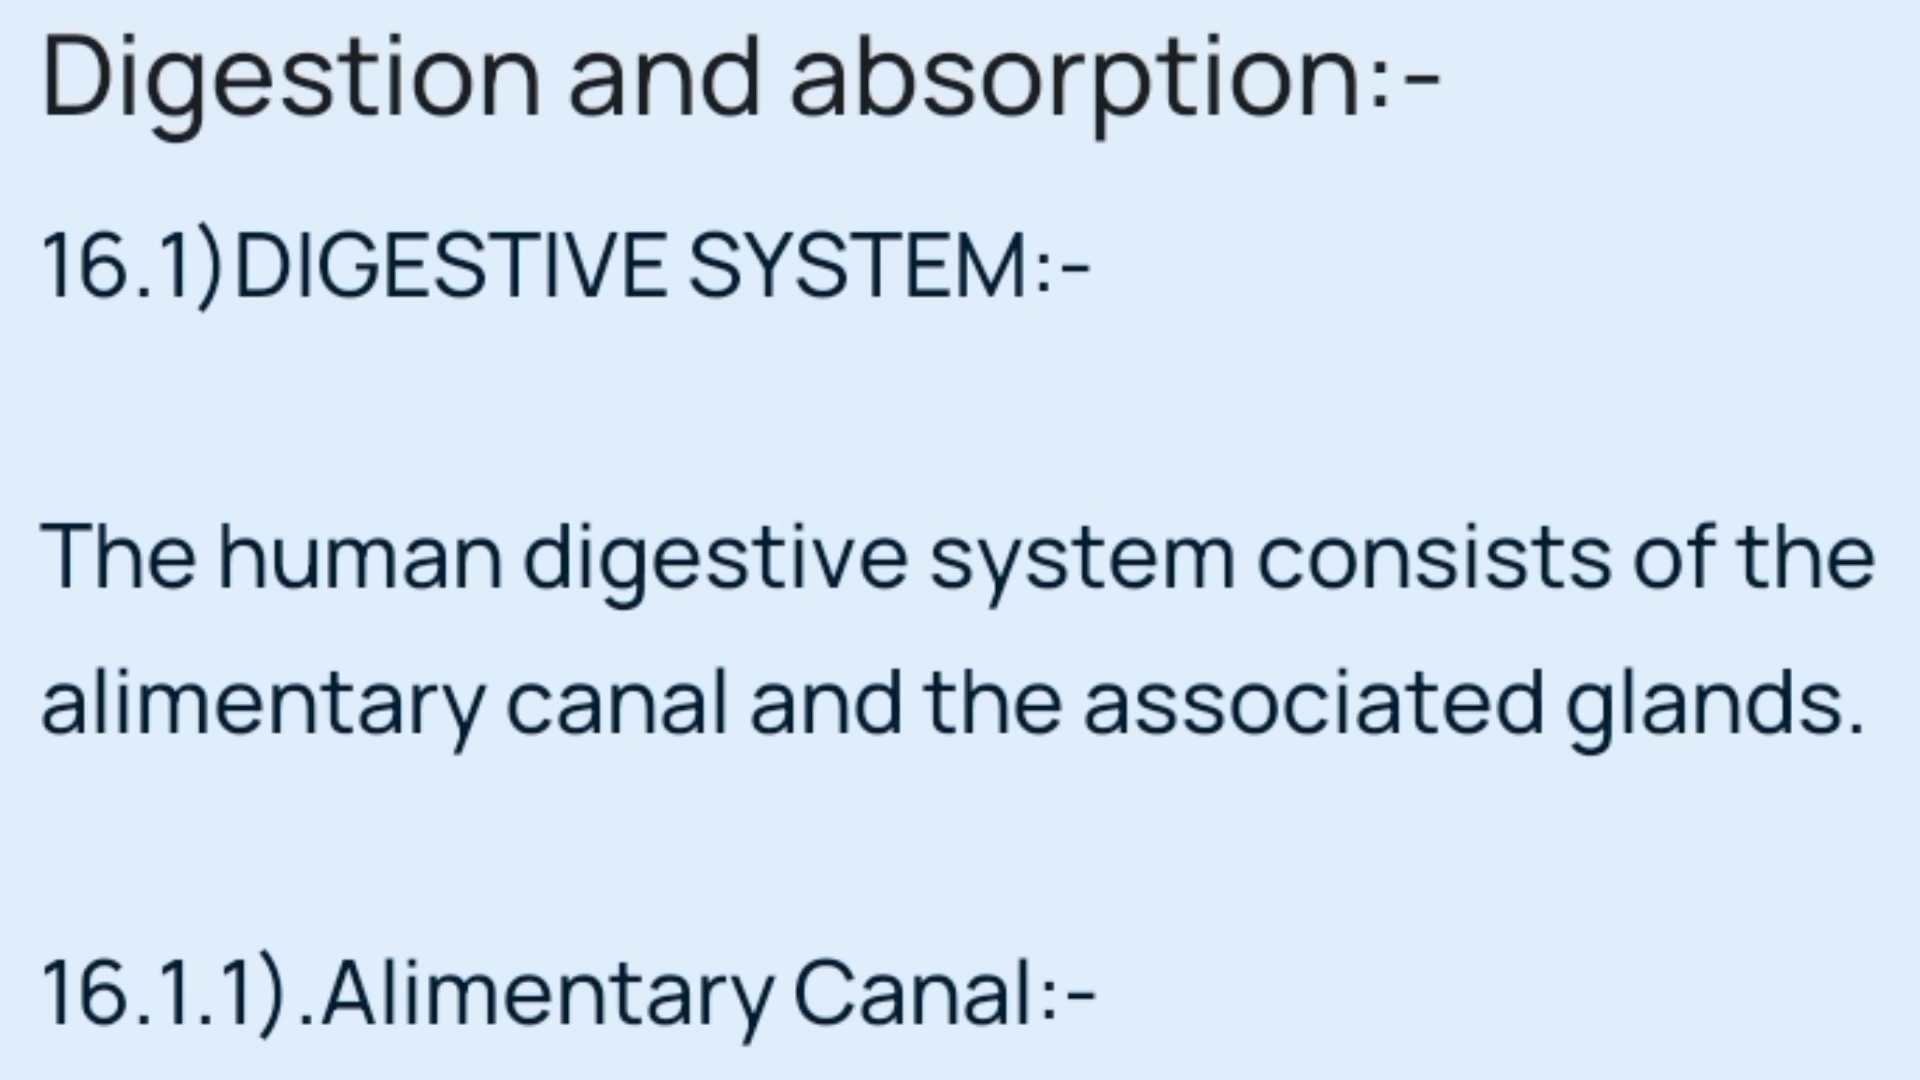 Digestion and absorption:-
16.1)DIGESTIVE SYSTEM:-
The human digestive system consists of the
alimentary canal and the associated glands.
16.1.1).Alimentary Canal:-